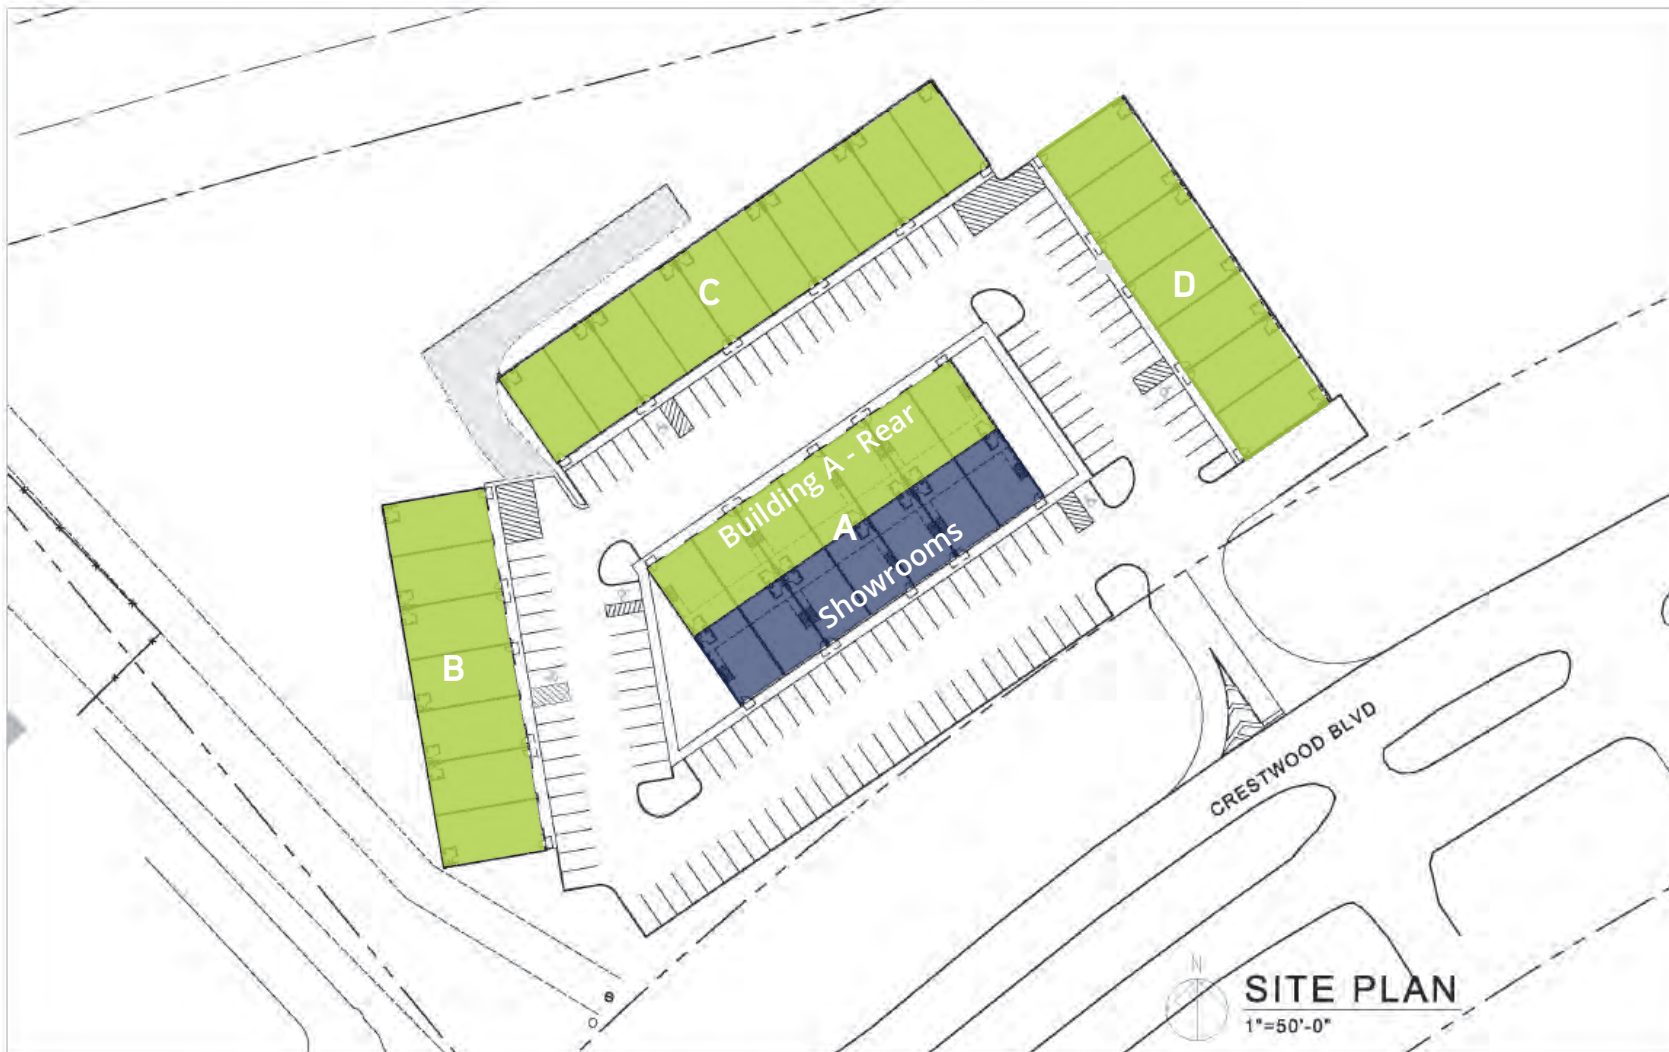 C
D
Building A - Rear
A
Showrooms
B
CRESTWOOD BLVD
N
SITE PLAN
1"=50'-0"